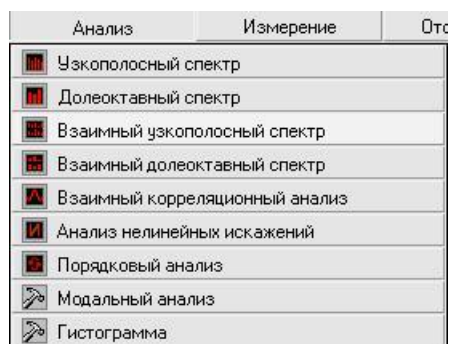 Анализ Измерение Ото
Узкополосный спектр
Долеоктавный спектр
Взаимный узкополосный спектр
Взаимный долеоктавный спектр
Взаимный корреляционный анализ
Анализ нелинейных искажений
Порядковый анализ
Модальный анализ
Гистограмма